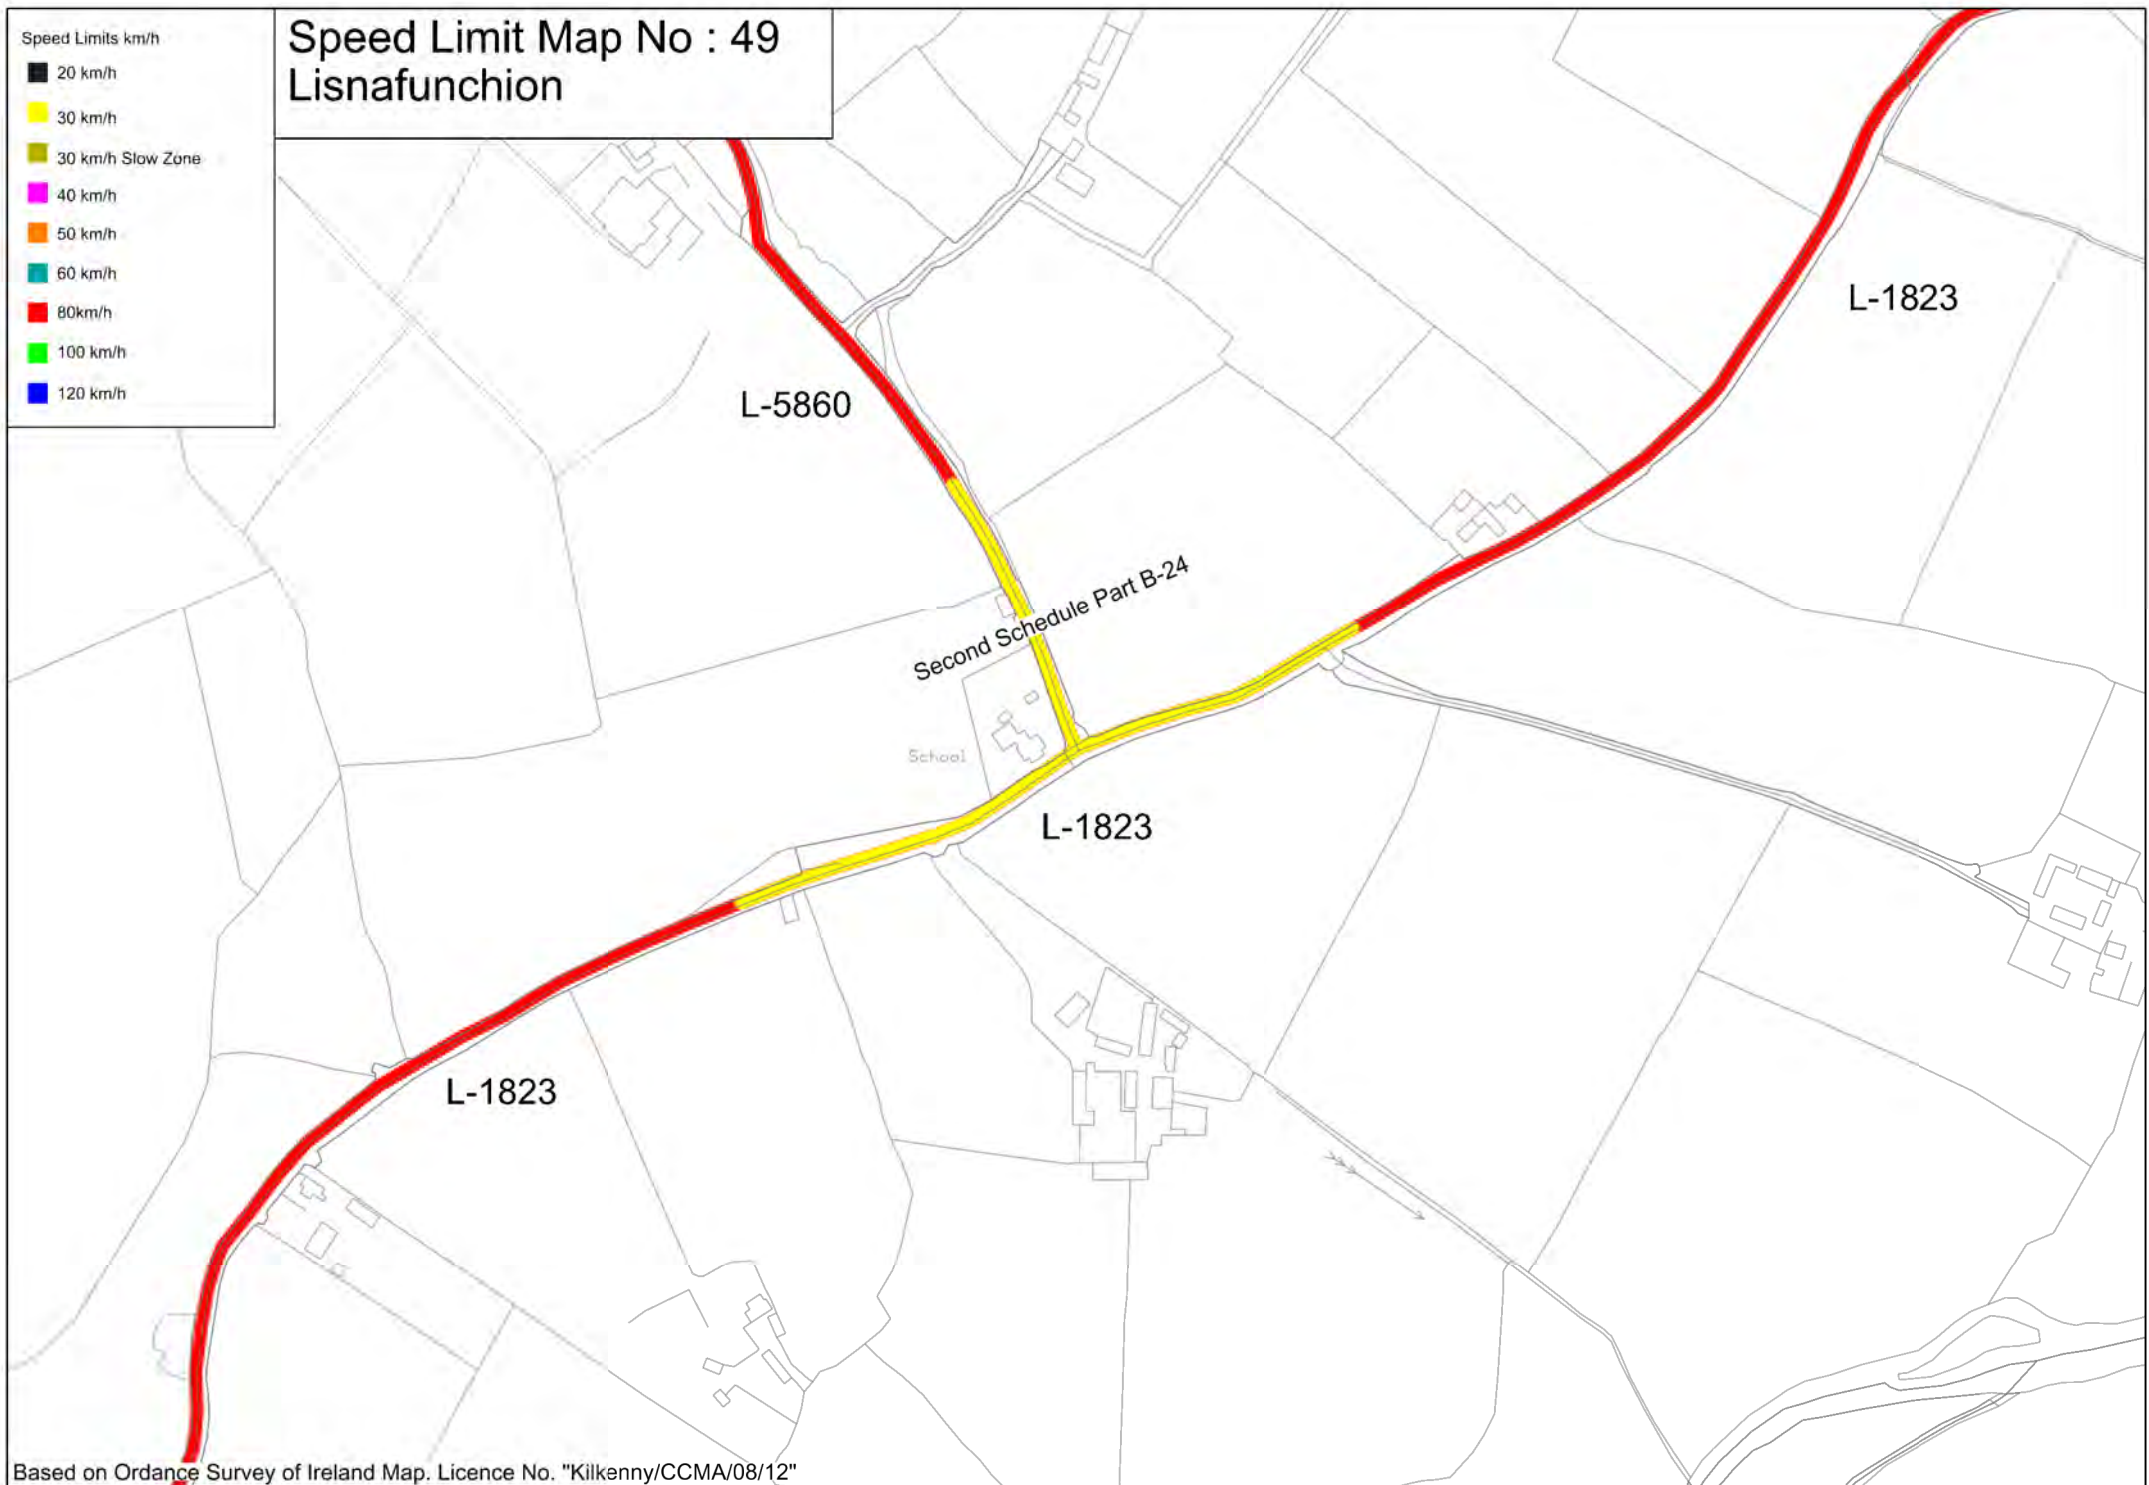 Speed Limits km/h
20 km/h
30 km/h
30 km/h Slow Zone
40 km/h
50 km/h
60 km/h
80km/h
100 km/h
120 km/h
Speed Limit Map No : 49
Lisnafunchion
L-1823
L-5860
Second Schedule Part B-24
School
L-1823
L-1823
Based on Ordance Survey of Ireland Map. Licence No. "Kilkenny/CCMA/08/12"